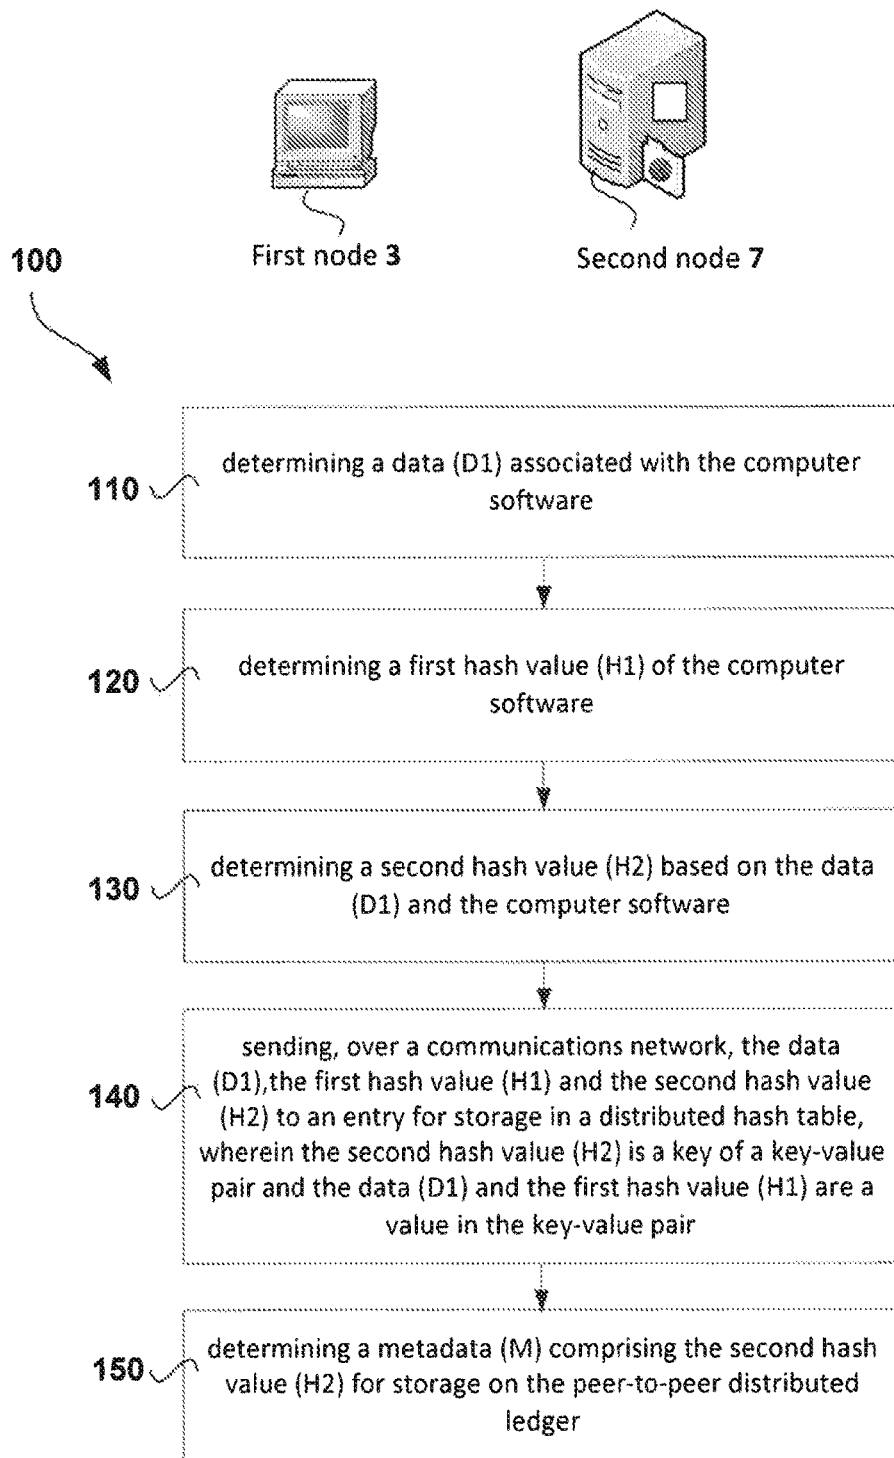 First node 3
Second node 7
100
110
determining a data (D1) associated with the computer
software
120
determining a first hash value (H1) of the computer
software
130
determining a second hash value (H2) based on the data
(D1) and the computer software
140
sending, over a communications network, the data
(D1),the first hash value (H1) and the second hash value
(H2) to an entry for storage in a distributed hash table,
wherein the second hash value (H2) is a key of a key-value
pair and the data (D1) and the first hash value (H1) are a
value in the key-value pair
150
determining a metadata (M) comprising the second hash
value (H2) for storage on the peer-to-peer distributed
ledger